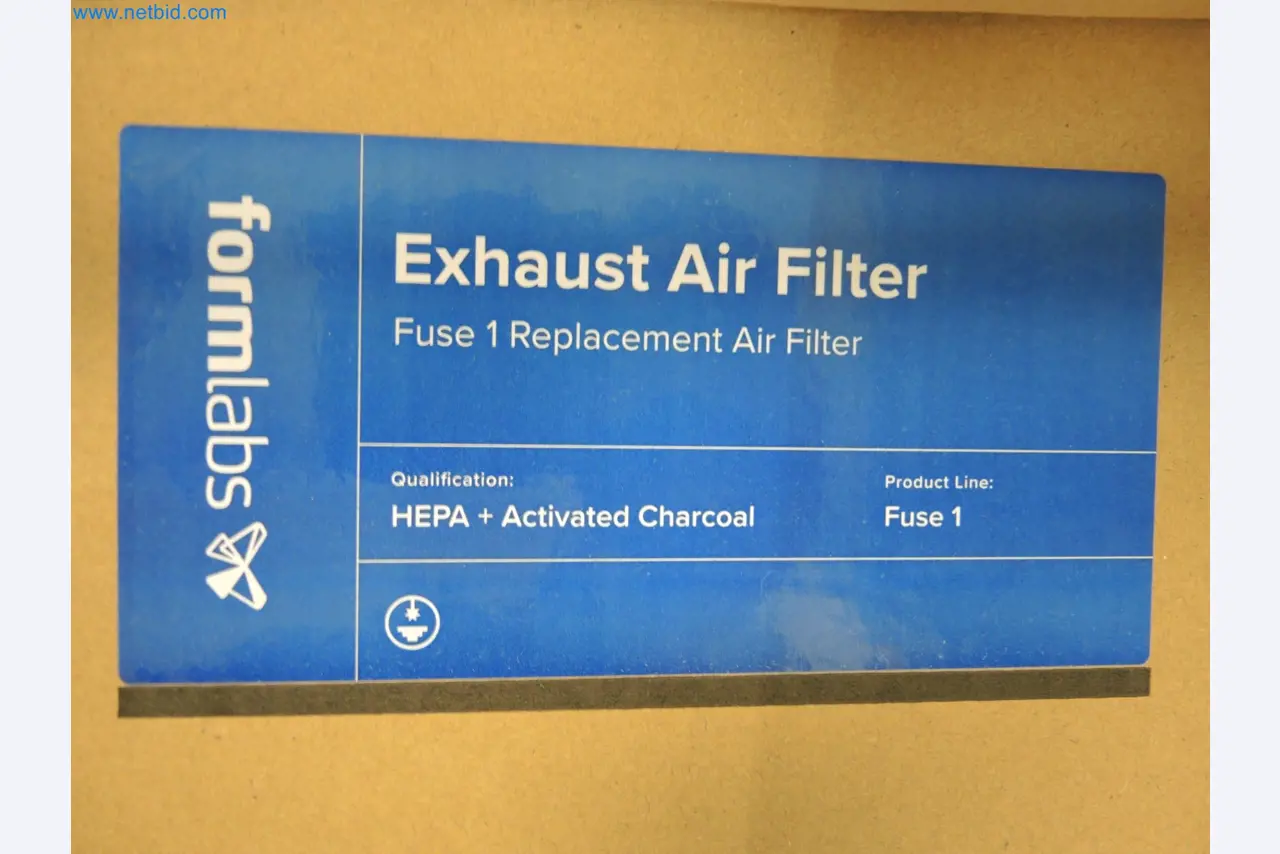 www.netbid.com
formlabs
Exhaust Air Filter
Fuse 1 Replacement Air Filter
Qualification:
HEPA + Activated Charcoal
Product Line:
Fuse 1